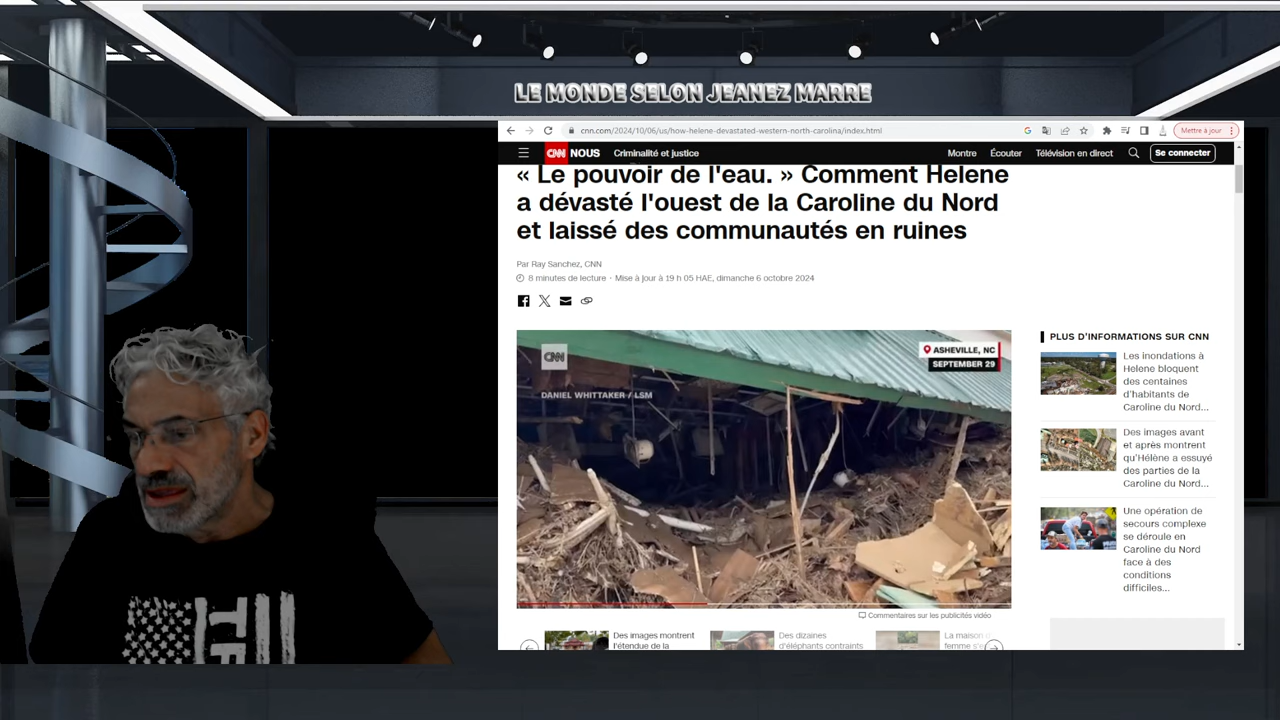 LE MONDE SELON JEANEZ MARRE
cnn.com/2024/10/06/us/how-helene-devastated-western-north-carolina/index.html
Mettre à jour
CNN NOUS
Criminalité et justice
Montre
Écouter
Télévision en direct
Se connecter
« Le pouvoir de l'eau. » Comment Helene
a dévasté l'ouest de la Caroline du Nord
et laissé des communautés en ruines
Par Ray Sanchez, CNN
8 minutes de lecture · Mise à jour à 19 h 05 HAE, dimanche 6 octobre 2024
CNN
ASHEVILLE, NC
SEPTEMBER 29
DANIEL WHITTAKER / LSM
Commentaires sur les publicités vidéo
PLUS D'INFORMATIONS SUR CNN
Les inondations à
Helene bloquent
des centaines
d'habitants de
Caroline du Nord...
Des images avant
et après montrent
qu'Hélène a essuyé
des parties de la
Caroline du Nord...
Une opération de
secours complexe
se déroule en
Caroline du Nord
face à des
conditions
difficiles...
Des images montrent
l'étendue de la
Des dizaines
d'éléphants contraints
La maison
femme